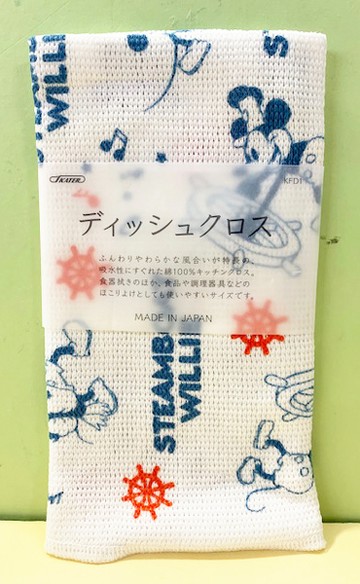 STEAMB
WILLI
S
SKATER
KFD1
ディッシュクロス
ふんわりやわらかな風合いが特長の、
吸水性にすぐれた綿100%キッチンクロス。
食器拭きのほか、食品や調理器具などの
ほこりよけとしても使いやすいサイズです。
MADE IN JAPAN
STEAMB
WILLI